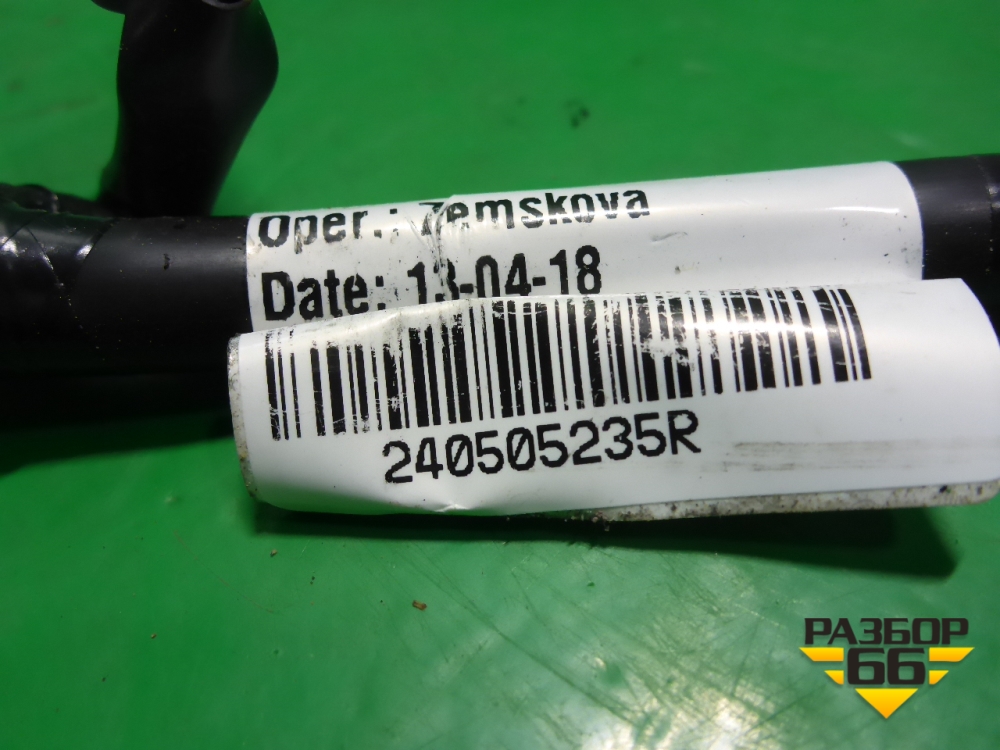 Oper.: Zemskova
Date: 13-04-18
240505235R
РАЗБОР
66